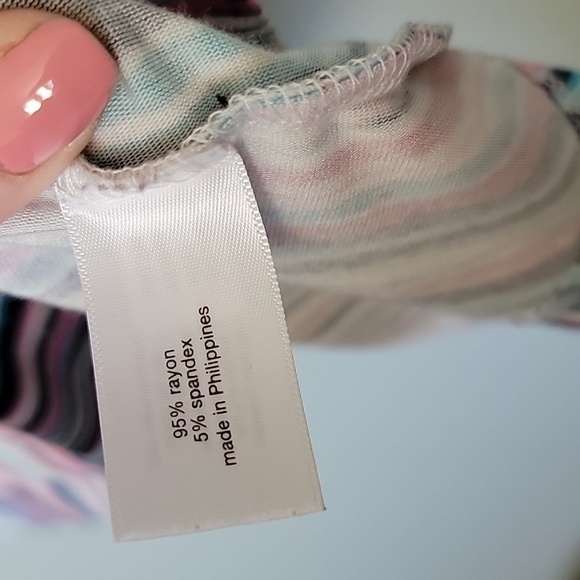 95% rayon
5% spandex
made in Philippines